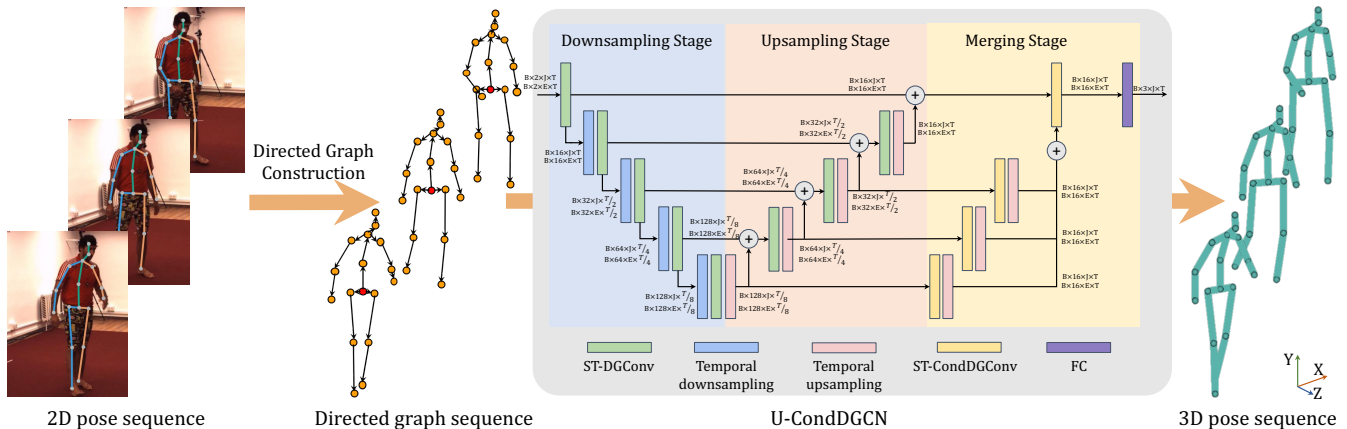 Downsampling Stage
Upsampling Stage
Merging Stage
Directed Graph
Construction
B×2×J×T
B×2×E×T
B×16×J×T
B×16×E×T
B×16×J×T
B×16×E×T
B×3×J×T
B×16×J×T
B×16×E×T
B×32×J×T/2
B×32×E×T/2
B×16×J×T
B×16×E×T
B×32×J×T/2
B×32×E×T/2
B×64×J×T/4
B×64×E×T/4
B×32×J×T/2
B×32×E×T/2
B×16×J×T
B×16×E×T
B×64×J×T/4
B×64×E×T/4
B×128×J×T/8
B×128×E×T/8
B×64×J×T/4
B×64×E×T/4
B×16×J×T
B×16×E×T
B×128×J×T/8
B×128×E×T/8
B×128×J×T/8
B×128×E×T/8
B×16×J×T
B×16×E×T
ST-DGConv
Temporal
downsampling
Temporal
upsampling
ST-CondDGConv
FC
Y
X
Z
2D pose sequence
Directed graph sequence
U-CondDGCN
3D pose sequence